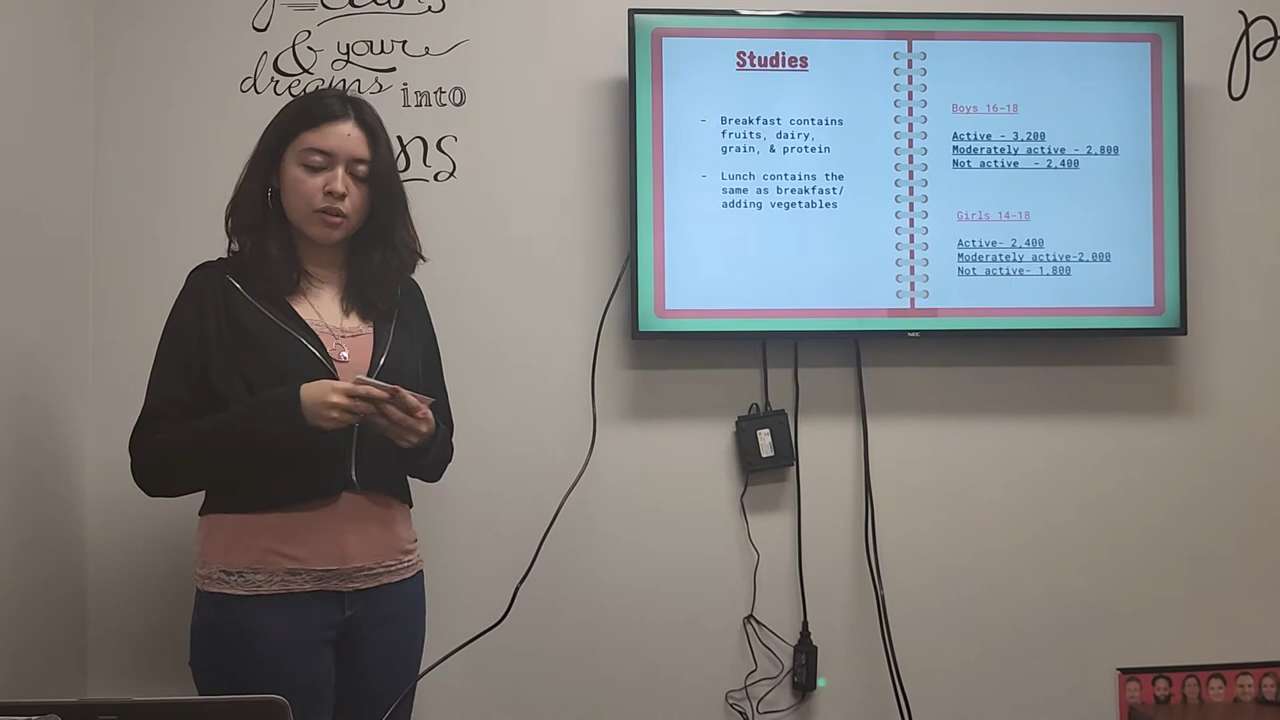 & your
dreams into
Studies
- Breakfast contains
fruits, dairy,
grain, & protein
- Lunch contains the
same as breakfast/
adding vegetables
Boys 16-18
Active - 3,200
Moderately active - 2,800
Not active - 2,400
Girls 14-18
Active- 2,400
Moderately active-2,000
Not active- 1,800
NEC